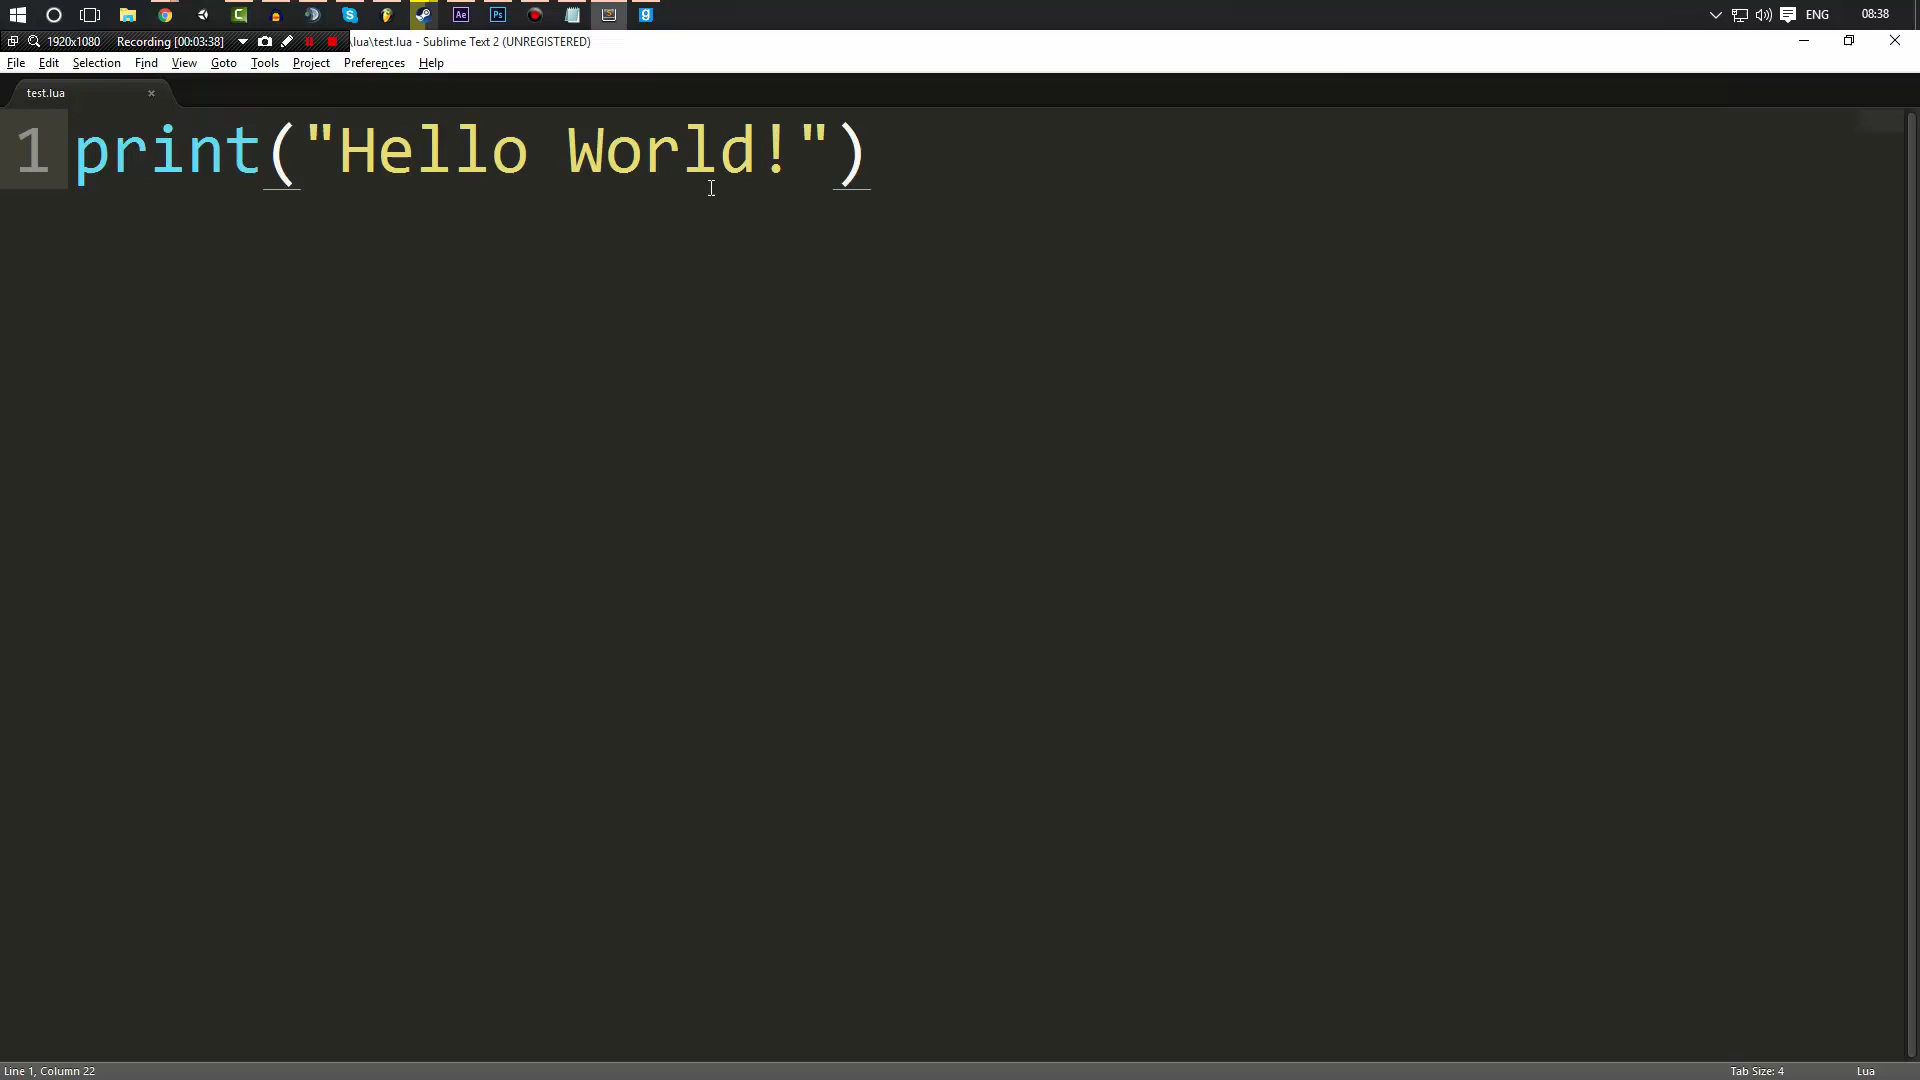 ENG 08:38
1920x1080 Recording [00:03:38] \lua\test.lua - Sublime Text 2 (UNREGISTERED)
File Edit Selection Find View Goto Tools Project Preferences Help
test.lua
1 print("Hello World!")
Line 1, Column 22 Tab Size: 4 Lua